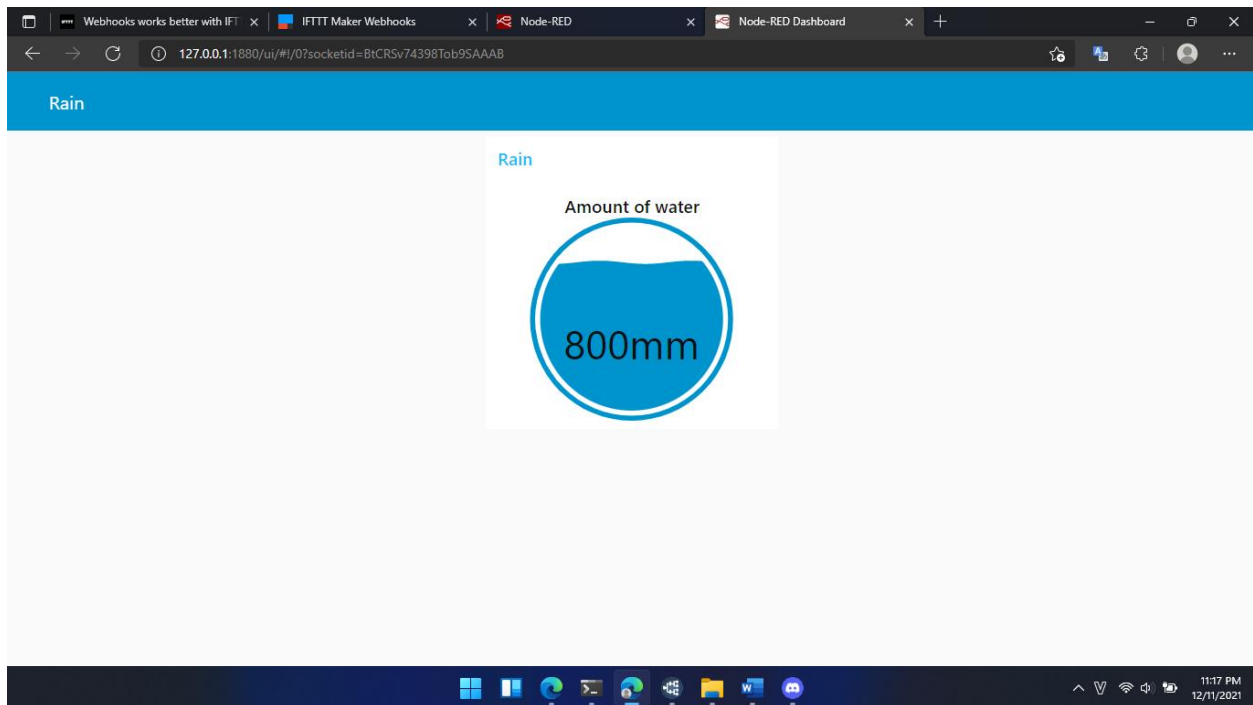 Webhooks works better with IFT
IFTTT Maker Webhooks
Node-RED
Node-RED Dashboard
127.0.0.1:1880/ui/#!/0?socketid=BtCRSv74398Tob9SAAAB
Rain
Rain
Amount of water
800mm
11:17 PM
12/11/2021